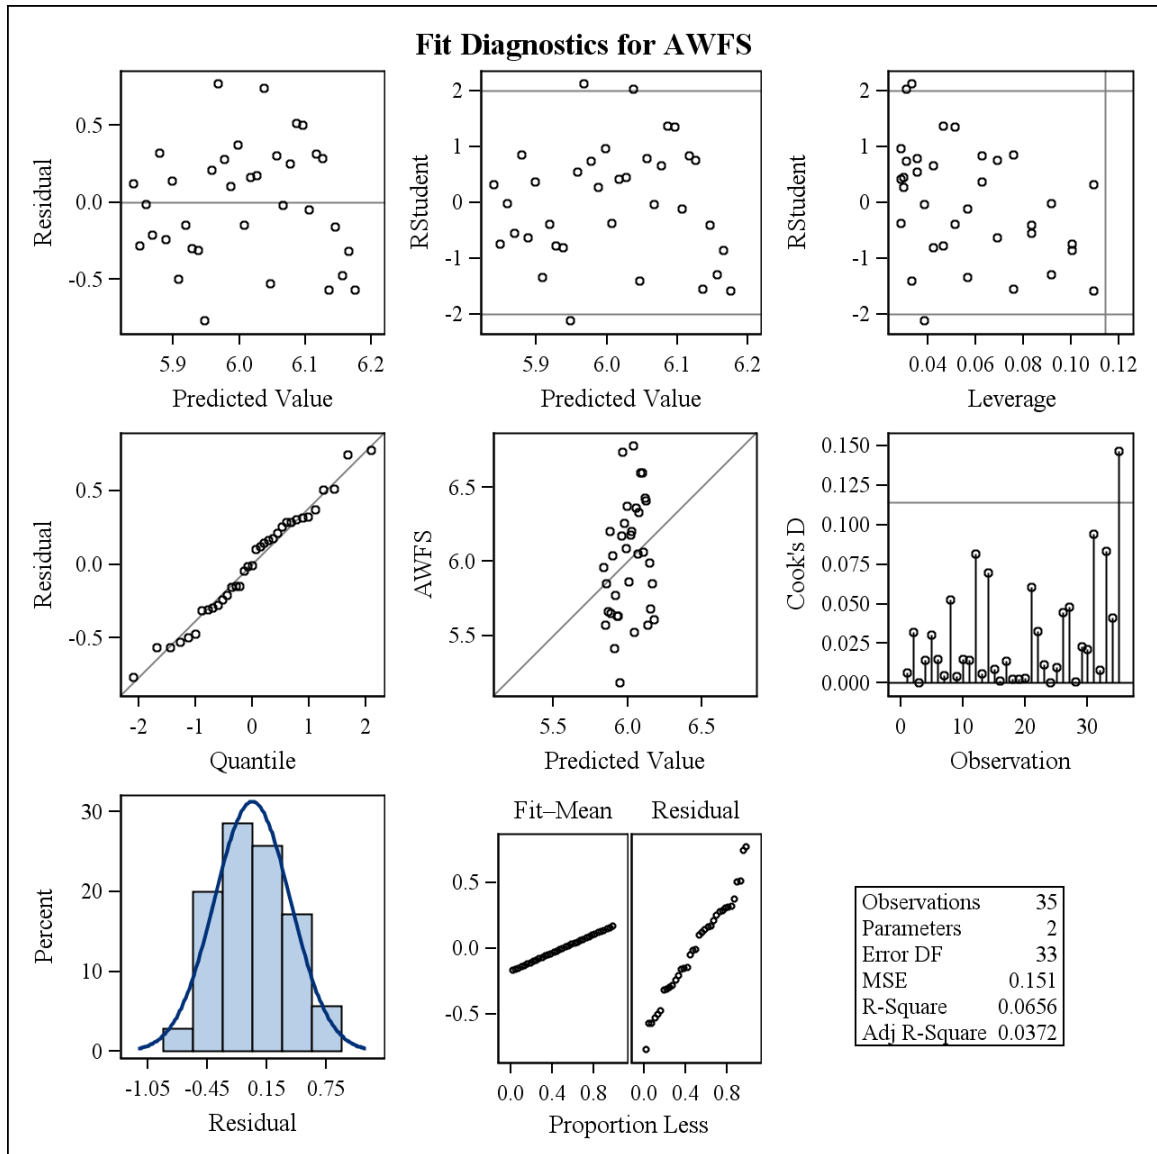 Fit Diagnostics for AWFS
0.5
0.0
-0.5
Residual
5.9 6.0 6.1 6.2
Predicted Value
2
1
0
-1
-2
RStudent
5.9 6.0 6.1 6.2
Predicted Value
2
1
0
-1
-2
RStudent
0.04 0.06 0.08 0.10 0.12
Leverage
0.5
0.0
-0.5
Residual
-2 -1 0 1 2
Quantile
6.5
6.0
5.5
AWFS
5.5 6.0 6.5
Predicted Value
0.150
0.125
0.100
0.075
0.050
0.025
0.000
Cook's D
0 10 20 30
Observation
30
20
10
0
Percent
-1.05 -0.45 0.15 0.75
Residual
Fit–Mean Residual
0.5
0.0
-0.5
0.0 0.4 0.8 0.0 0.4 0.8
Proportion Less
Observations 35
Parameters 2
Error DF 33
MSE 0.151
R-Square 0.0656
Adj R-Square 0.0372